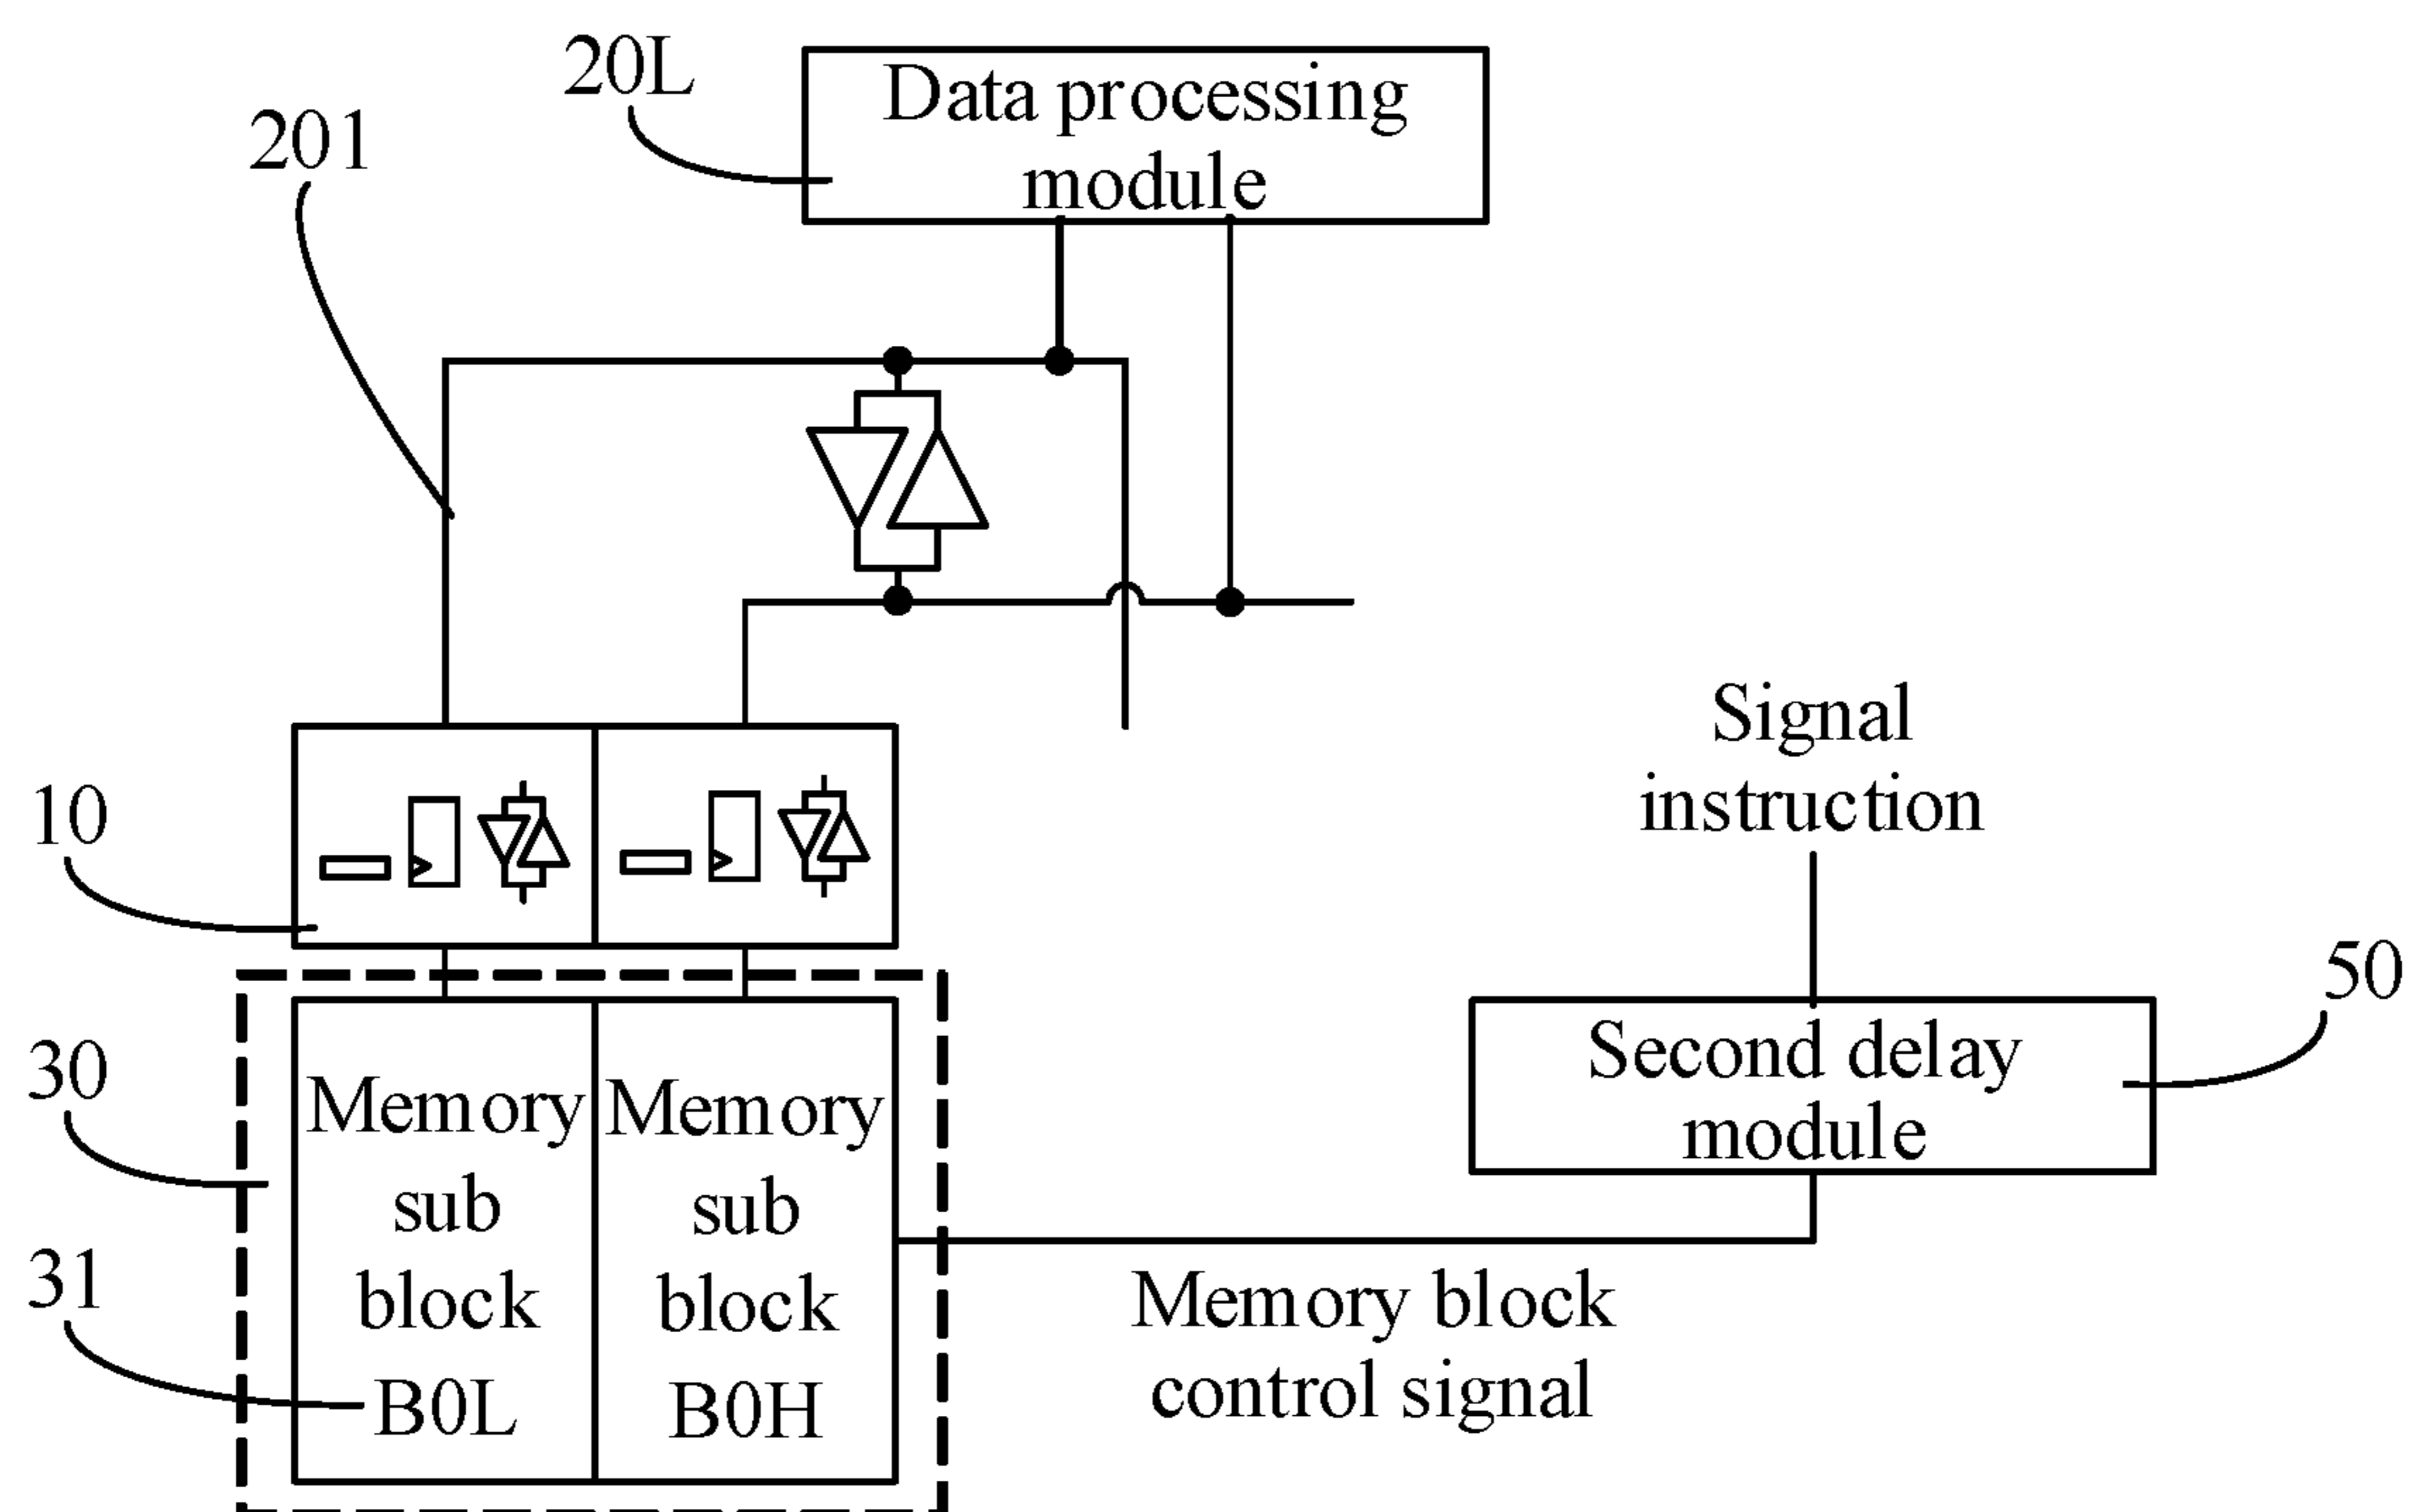 20L
Data processing
module
201
Signal
instruction
10
50
Second delay
module
30
Memory
sub
block
B0L
Memory
sub
block
B0H
31
Memory block
control signal